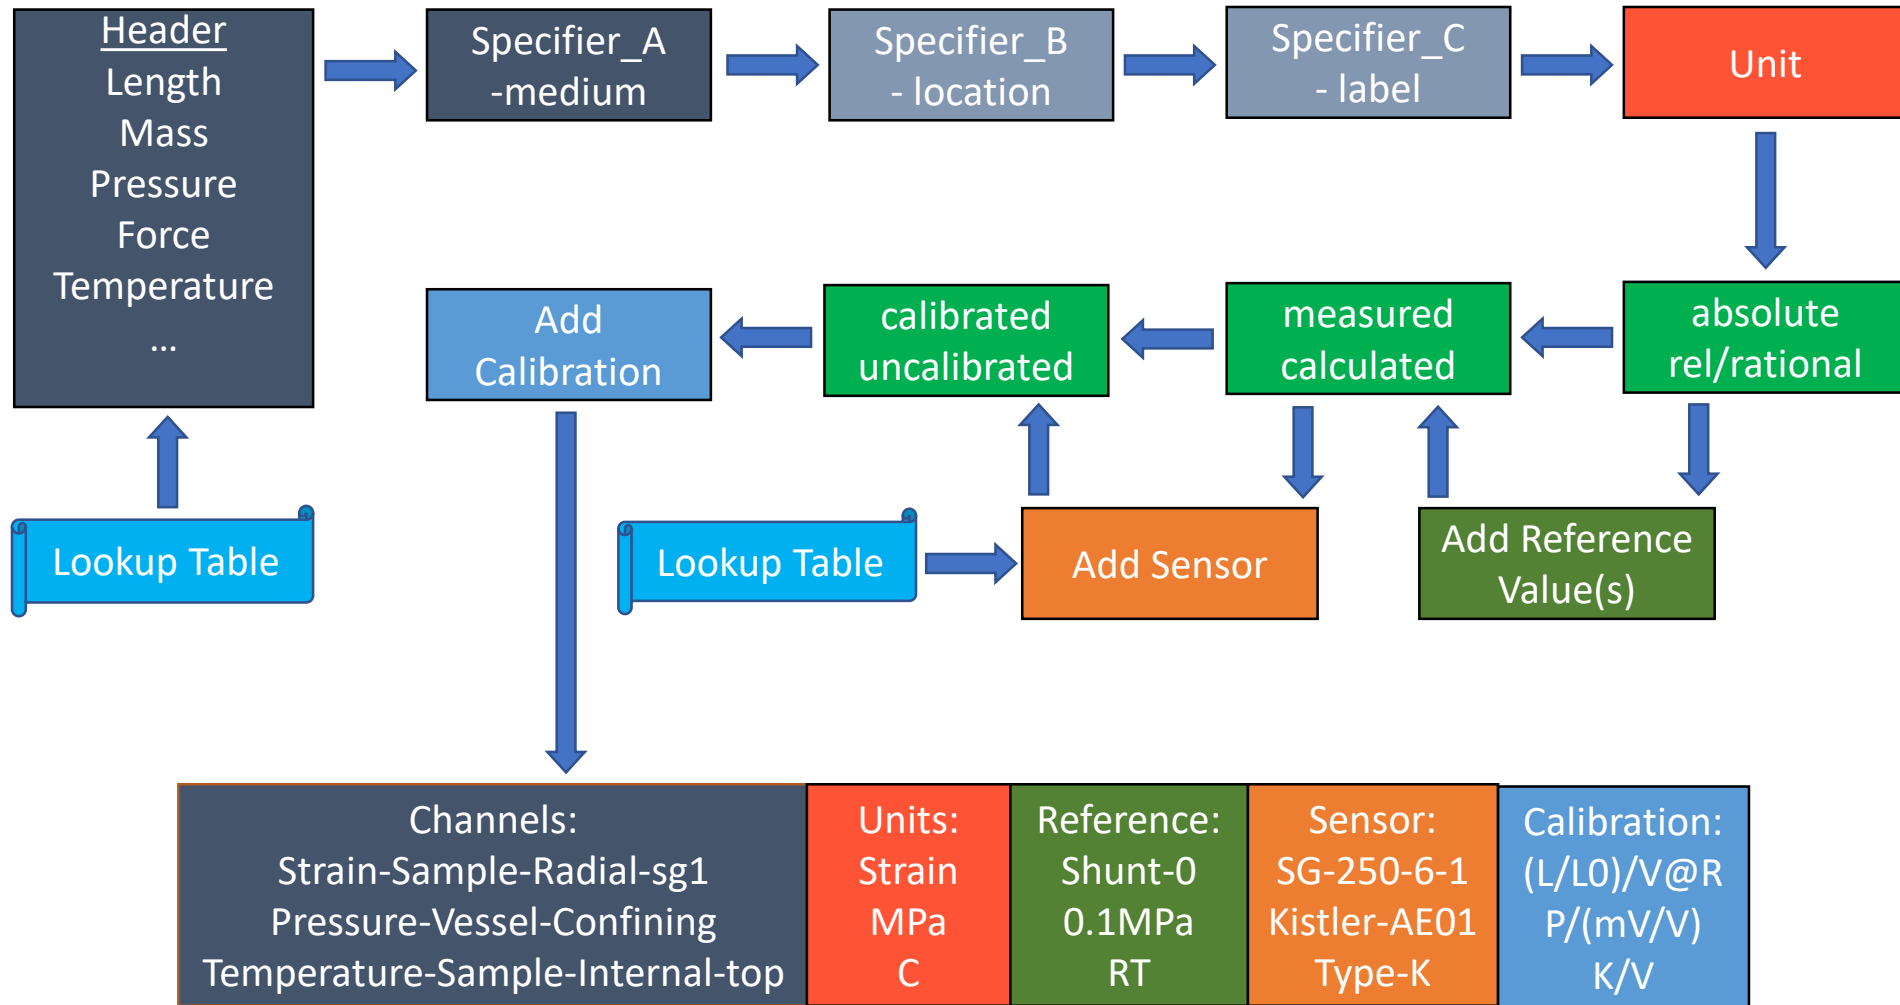 Header
Length
Mass
Pressure
Force
Temperature
...
Specifier_A
-medium
Specifier_B
- location
Specifier_C
- label
Unit
absolute
rel/rational
measured
calculated
calibrated
uncalibrated
Add
Calibration
Lookup Table
Lookup Table
Add Sensor
Add Reference
Value(s)
Channels:
Strain-Sample-Radial-sg1
Pressure-Vessel-Confining
Temperature-Sample-Internal-top
Units:
Strain
MPa
C
Reference:
Shunt-0
0.1MPa
RT
Sensor:
SG-250-6-1
Kistler-AE01
Type-K
Calibration:
(L/L0)/V@R
P/(mV/V)
K/V